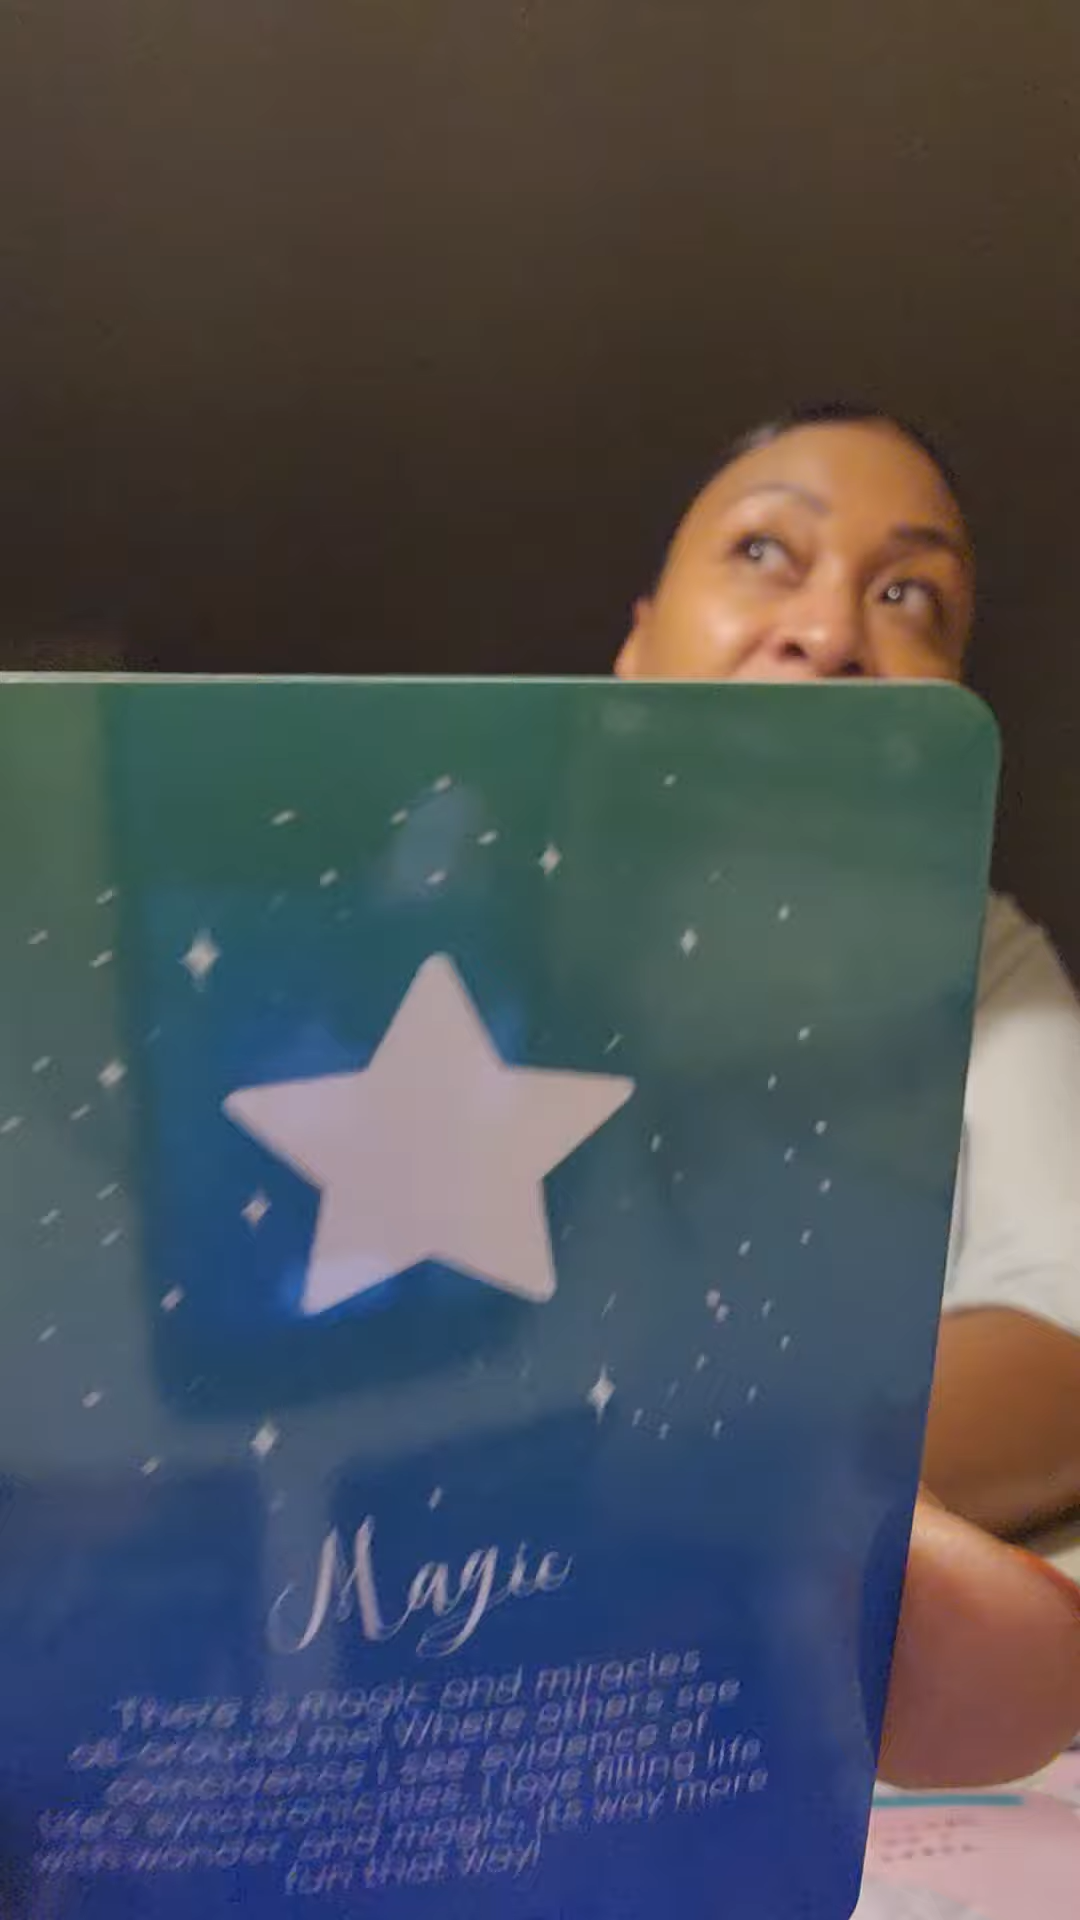 Magic
There is magic and miracles
all around me! Where others see
coincidence I see evidence of
life's synchronicities. I love filling life
with wonder and magic. Its way more
fun that way!